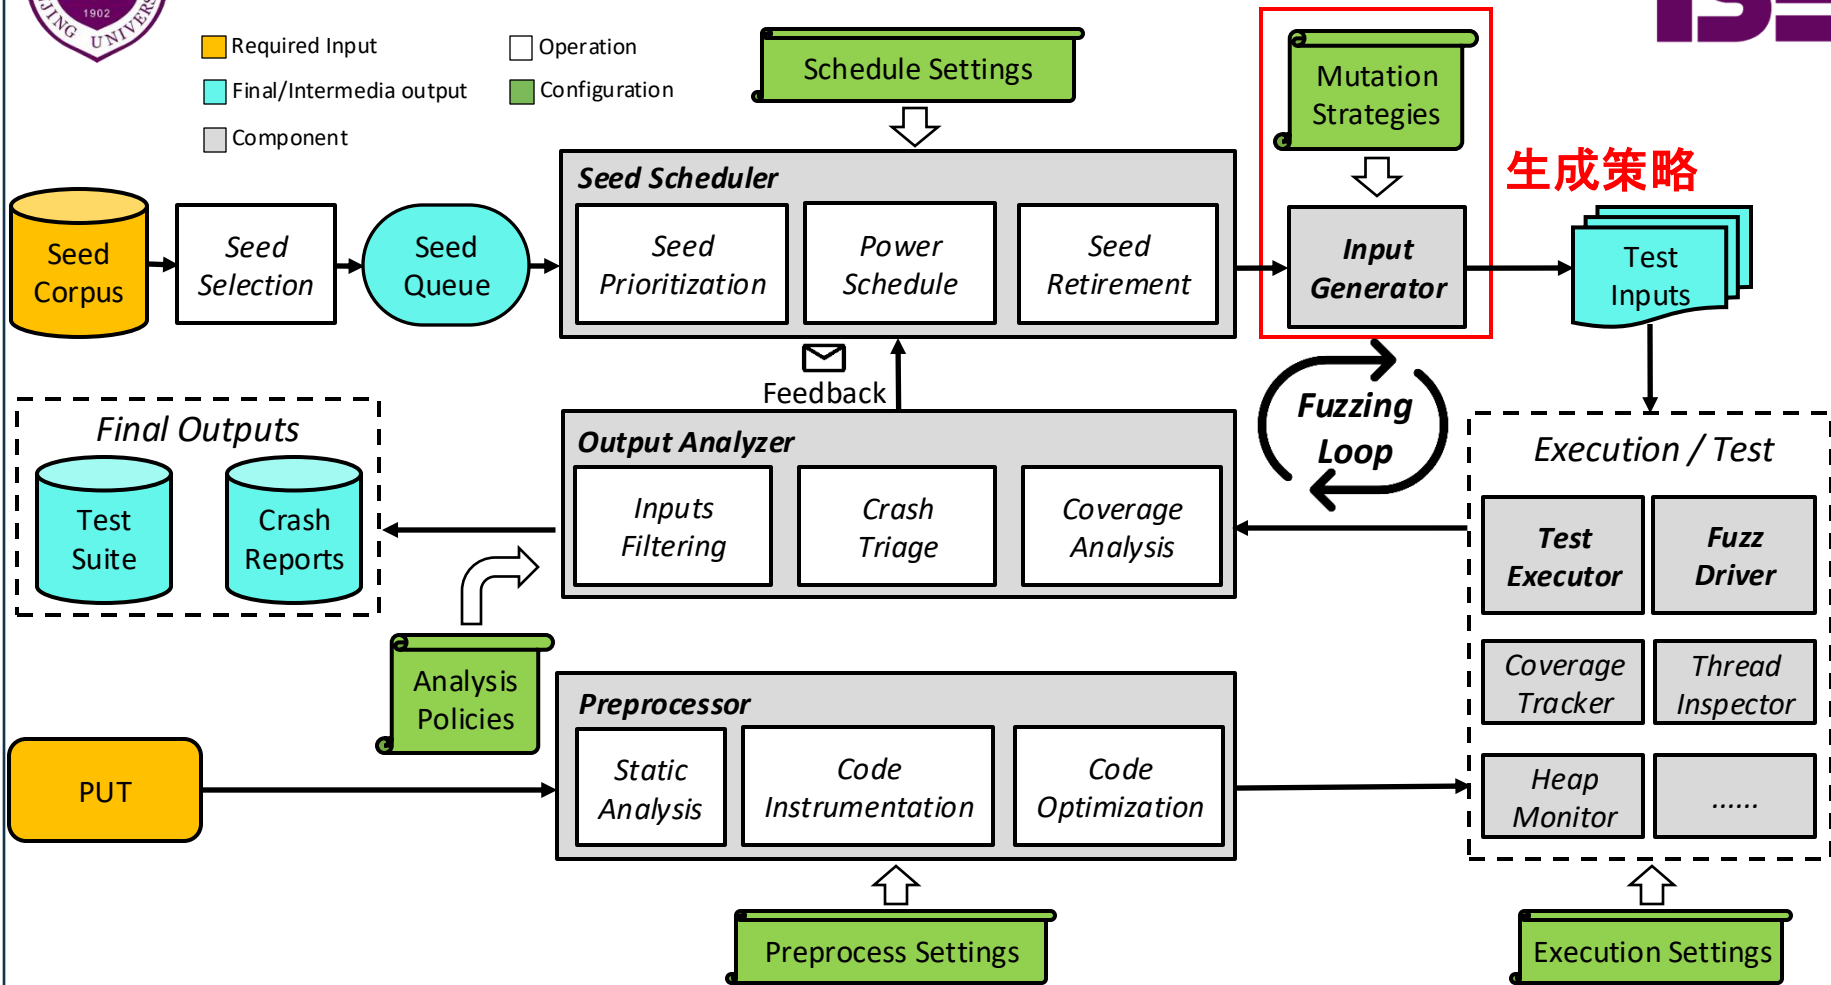 1902
JING UNIVERS
Required Input
Operation
Final/Intermedia output
Configuration
Component
Schedule Settings
Mutation
Strategies
生成策略
Seed
Corpus
Seed
Selection
Seed
Queue
Seed Scheduler
Seed
Prioritization
Power
Schedule
Seed
Retirement
Input
Generator
Test
Inputs
Feedback
Fuzzing
Loop
Final Outputs
Test
Suite
Crash
Reports
Output Analyzer
Inputs
Filtering
Crash
Triage
Coverage
Analysis
Execution / Test
Test
Executor
Fuzz
Driver
Coverage
Tracker
Thread
Inspector
Heap
Monitor
......
Analysis
Policies
PUT
Preprocessor
Static
Analysis
Code
Instrumentation
Code
Optimization
Preprocess Settings
Execution Settings